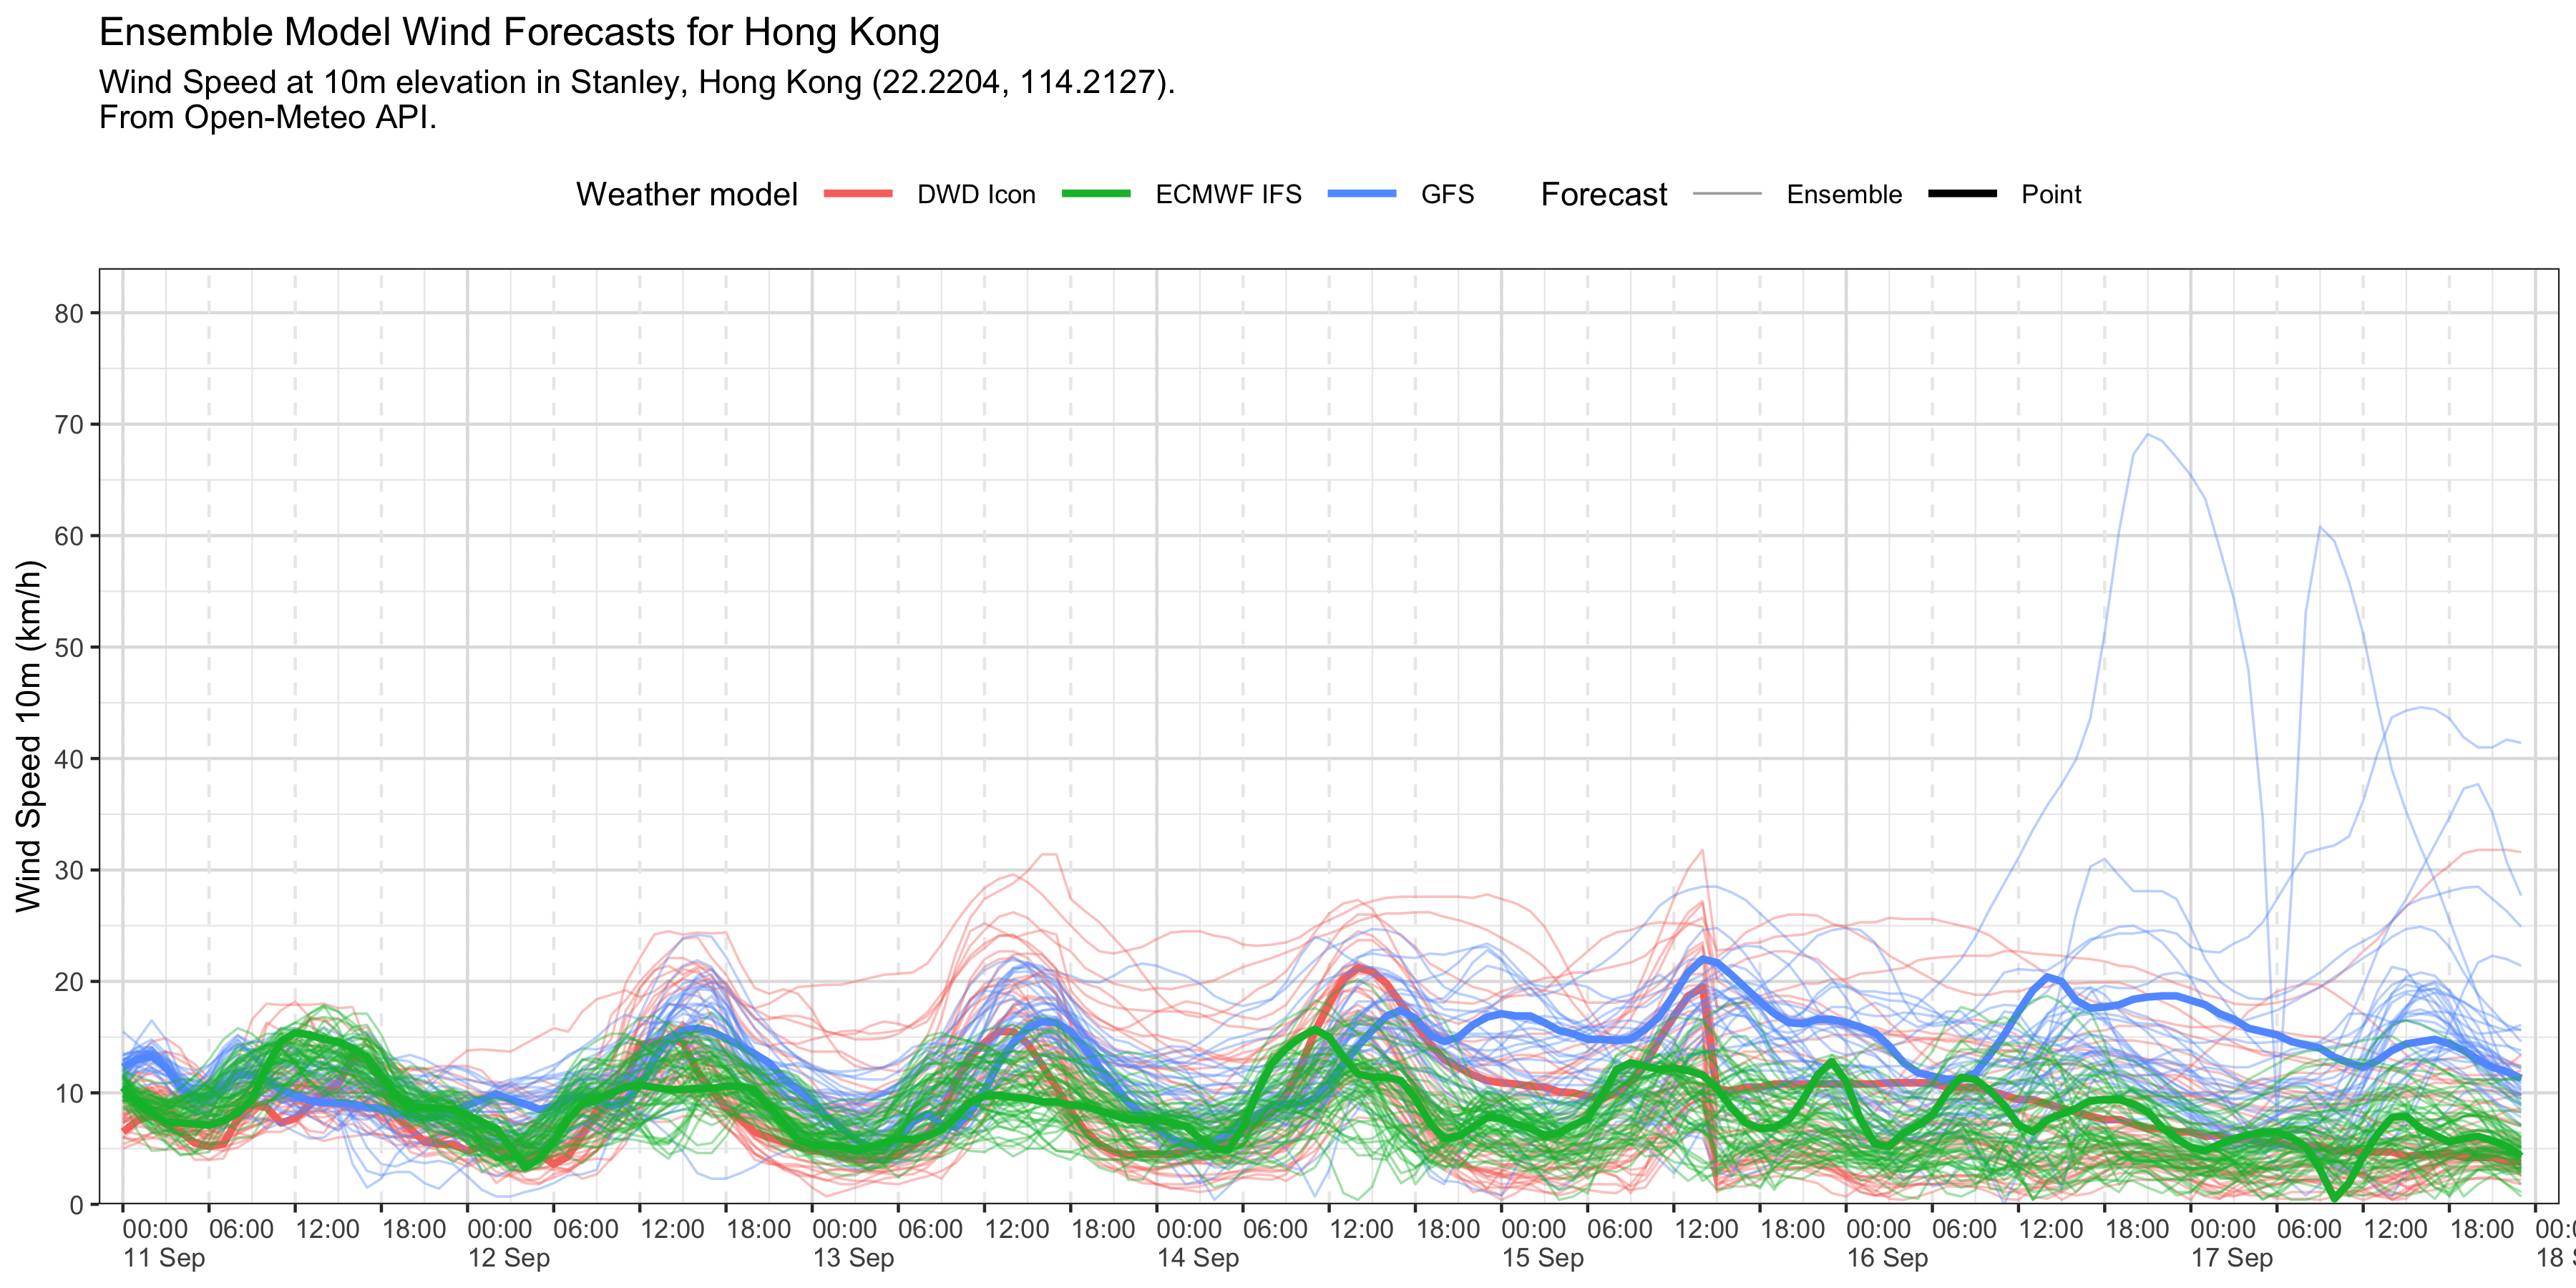 Ensemble Model Wind Forecasts for Hong Kong
Wind Speed at 10m elevation in Stanley, Hong Kong (22.2204, 114.2127).
From Open-Meteo API.
Weather model DWD Icon ECMWF IFS GFS Forecast Ensemble Point
Wind Speed 10m (km/h)
80
70
60
50
40
30
20
10
0
00:00 06:00 12:00 18:00 00:00 06:00 12:00 18:00 00:00 06:00 12:00 18:00 00:00 06:00 12:00 18:00 00:00 06:00 12:00 18:00 00:00 06:00 12:00 18:00 00:00 06:00 12:00 18:00 00:0
11 Sep 12 Sep 13 Sep 14 Sep 15 Sep 16 Sep 17 Sep 18 S